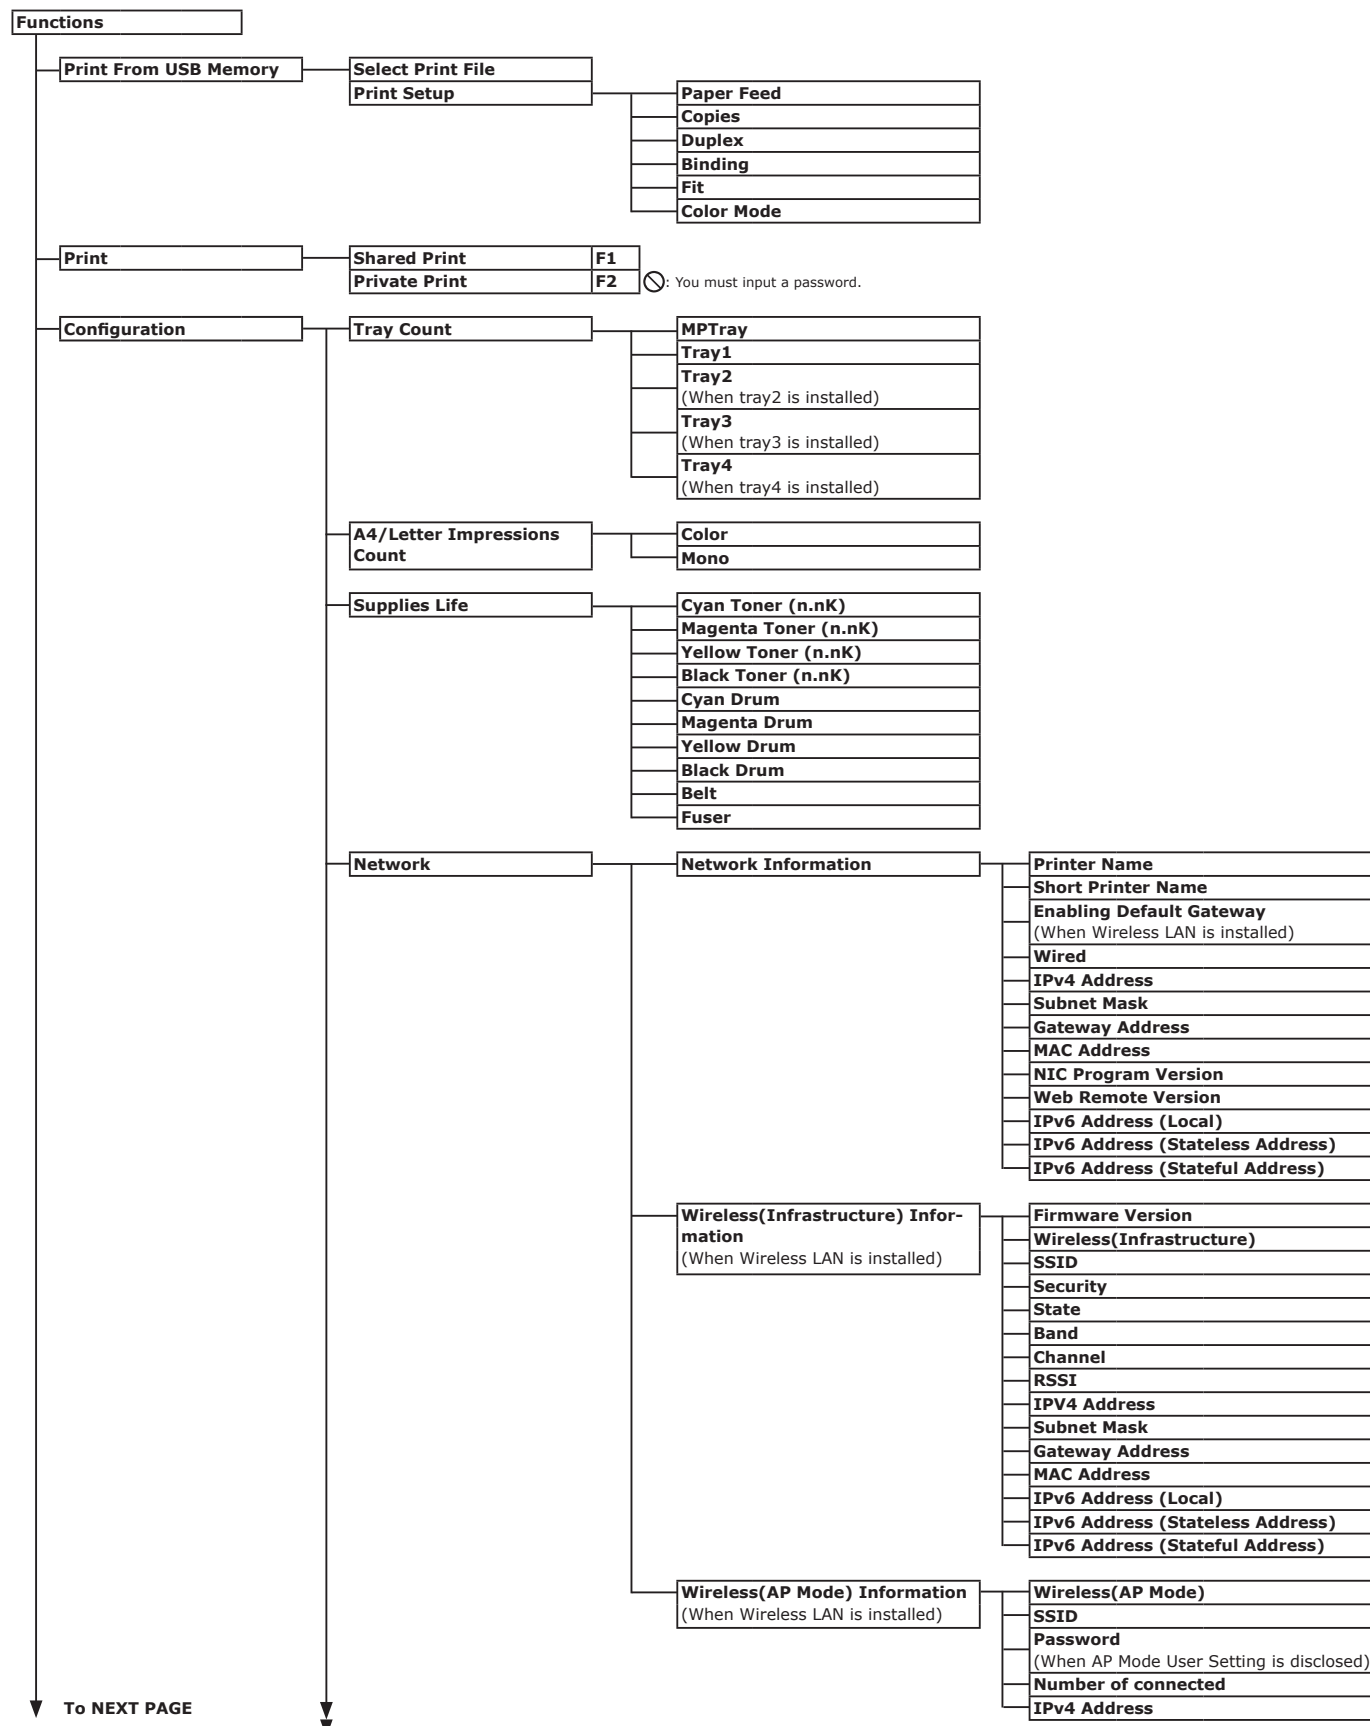 Functions
Print From USB Memory
Select Print File
Print Setup
Paper Feed
Copies
Duplex
Binding
Fit
Color Mode
Print
Shared Print F1
Private Print F2 : You must input a password.
Configuration
Tray Count
MPTray
Tray1
Tray2
(When tray2 is installed)
Tray3
(When tray3 is installed)
Tray4
(When tray4 is installed)
A4/Letter Impressions
Count
Color
Mono
Supplies Life
Cyan Toner (n.nK)
Magenta Toner (n.nK)
Yellow Toner (n.nK)
Black Toner (n.nK)
Cyan Drum
Magenta Drum
Yellow Drum
Black Drum
Belt
Fuser
Network
Network Information
Printer Name
Short Printer Name
Enabling Default Gateway
(When Wireless LAN is installed)
Wired
IPv4 Address
Subnet Mask
Gateway Address
MAC Address
NIC Program Version
Web Remote Version
IPv6 Address (Local)
IPv6 Address (Stateless Address)
IPv6 Address (Stateful Address)
Wireless(Infrastructure) Infor-
mation
(When Wireless LAN is installed)
Firmware Version
Wireless(Infrastructure)
SSID
Security
State
Band
Channel
RSSI
IPV4 Address
Subnet Mask
Gateway Address
MAC Address
IPv6 Address (Local)
IPv6 Address (Stateless Address)
IPv6 Address (Stateful Address)
Wireless(AP Mode) Information
(When Wireless LAN is installed)
Wireless(AP Mode)
SSID
Password
(When AP Mode User Setting is disclosed)
Number of connected
IPv4 Address
To NEXT PAGE